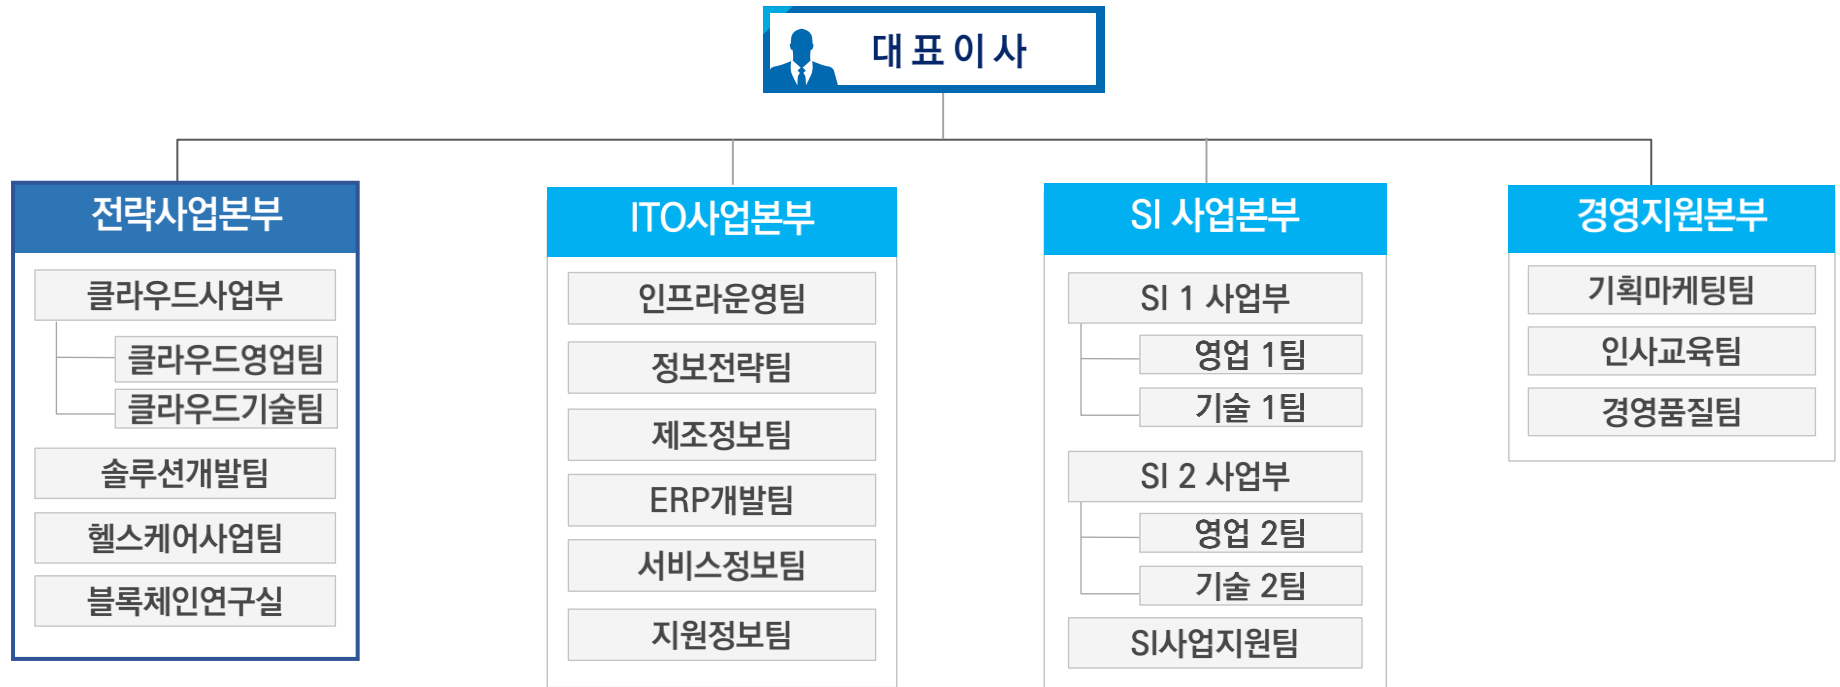 대표이사
전략사업본부
클라우드사업부
클라우드영업팀
클라우드기술팀
솔루션개발팀
헬스케어사업팀
블록체인연구실
ITO사업본부
인프라운영팀
정보전략팀
제조정보팀
ERP개발팀
서비스정보팀
지원정보팀
SI 사업본부
SI 1 사업부
영업 1팀
기술 1팀
SI 2 사업부
영업 2팀
기술 2팀
SI사업지원팀
경영지원본부
기획마케팅팀
인사교육팀
경영품질팀